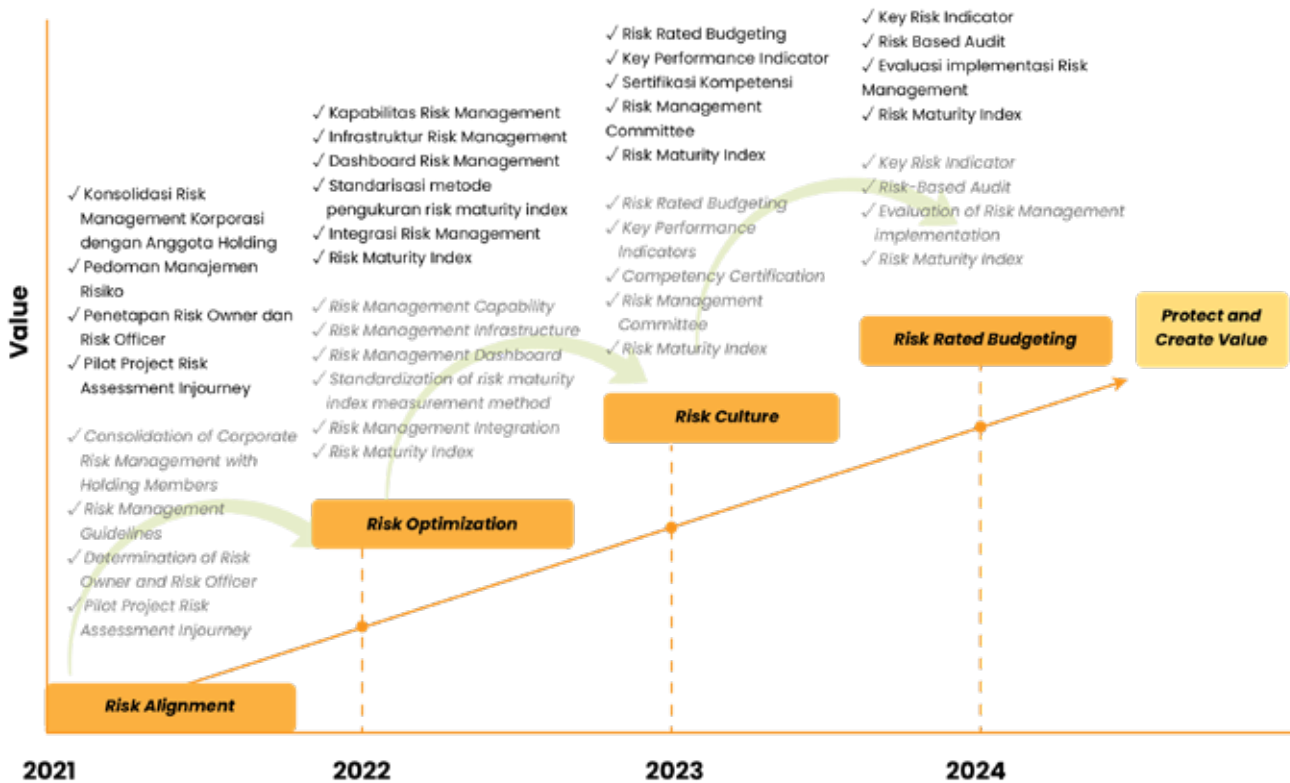 Value
✓ Konsolidasi Risk
Management Korporasi
dengan Anggota Holding
✓ Pedoman Manajemen
Risiko
✓ Penetapan Risk Owner dan
Risk Officer
✓ Pilot Project Risk
Assessment Injourney
✓ Consolidation of Corporate
Risk Management with
Holding Members
✓ Risk Management
Guidelines
✓ Determination of Risk
Owner and Risk Officer
✓ Pilot Project Risk
Assessment Injourney
Risk Alignment
2021
✓ Kapabilitas Risk Management
✓ Infrastruktur Risk Management
✓ Dashboard Risk Management
✓ Standarisasi metode
pengukuran risk maturity index
✓ Integrasi Risk Management
✓ Risk Maturity Index
✓ Risk Management Capability
✓ Risk Management Infrastructure
✓ Risk Management Dashboard
✓ Standardization of risk maturity
index measurement method
✓ Risk Management Integration
✓ Risk Maturity Index
Risk Optimization
2022
✓ Risk Rated Budgeting
✓ Key Performance Indicator
✓ Sertifikasi Kompetensi
✓ Risk Management
Committee
✓ Risk Maturity Index
✓ Risk Rated Budgeting
✓ Key Performance
Indicators
✓ Competency Certification
✓ Risk Management
Committee
✓ Risk Maturity Index
Risk Culture
2023
✓ Key Risk Indicator
✓ Risk Based Audit
✓ Evaluasi implementasi Risk
Management
✓ Risk Maturity Index
✓ Key Risk Indicator
✓ Risk-Based Audit
✓ Evaluation of Risk Management
implementation
✓ Risk Maturity Index
Risk Rated Budgeting
2024
Protect and
Create Value